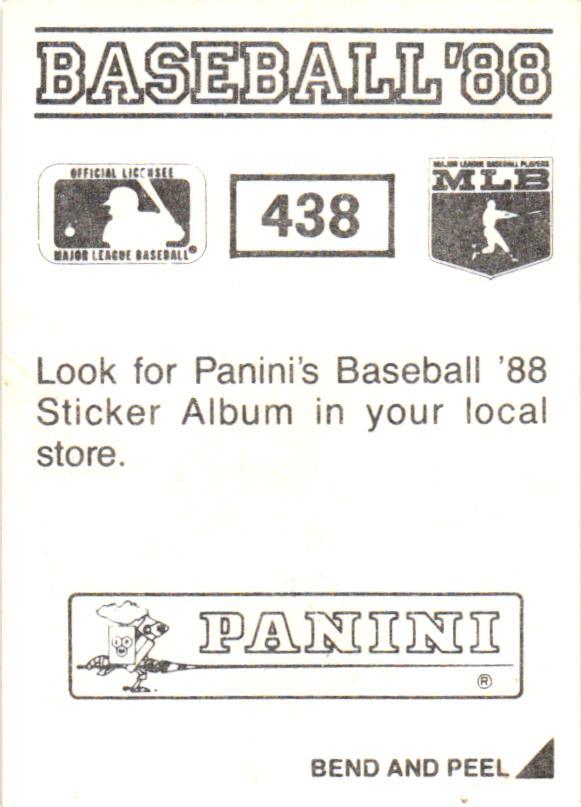 BASEBALL '88
OFFICIAL LICENSEE
MAJOR LEAGUE BASEBALL®
438
MAJOR LEAGUE BASEBALL PLAYERS
MLB
Look for Panini's Baseball '88
Sticker Album in your local
store.
PANINI
®
BEND AND PEEL